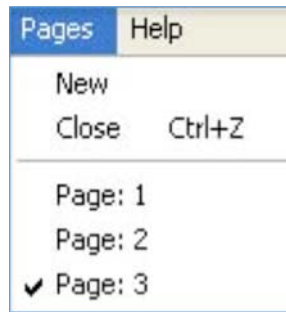 Pages Help
New
Close Ctrl+Z
Page: 1
Page: 2
Page: 3